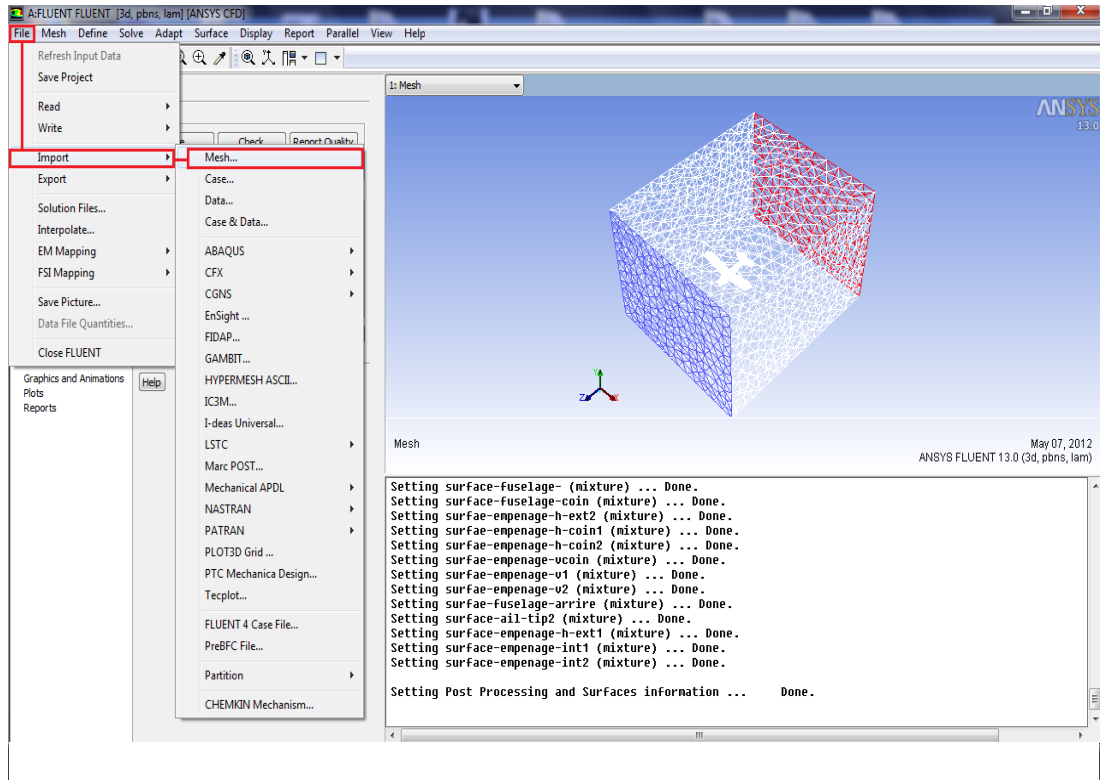 A:FLUENT FLUENT [3d, pbns, lam] [ANSYS CFD]
File Mesh Define Solve Adapt Surface Display Report Parallel View Help
Refresh Input Data
Save Project
Read
Write
Import
Export
Solution Files...
Interpolate...
EM Mapping
FSI Mapping
Save Picture...
Data File Quantities...
Close FLUENT
Graphics and Animations
Plots
Reports
Help
Check
Report Quality
Mesh...
Case...
Data...
Case & Data...
ABAQUS
CFX
CGNS
EnSight ...
FIDAP...
GAMBIT...
HYPERMESH ASCII...
IC3M...
I-deas Universal...
LSTC
Marc POST...
Mechanical APDL
NASTRAN
PATRAN
PLOT3D Grid ...
PTC Mechanica Design...
Tecplot...
FLUENT 4 Case File...
PreBFC File...
Partition
CHEMKIN Mechanism...
1: Mesh
ANSYS
13.0
Y
Z
X
Mesh
May 07, 2012
ANSYS FLUENT 13.0 (3d, pbns, lam)
Setting surface-fuselage- (mixture) ... Done.
Setting surface-fuselage-coin (mixture) ... Done.
Setting surfae-empenage-h-ext2 (mixture) ... Done.
Setting surfae-empenage-h-coin1 (mixture) ... Done.
Setting surfae-empenage-h-coin2 (mixture) ... Done.
Setting surfae-empenage-vcoin (mixture) ... Done.
Setting surfae-empenage-v1 (mixture) ... Done.
Setting surfae-empenage-v2 (mixture) ... Done.
Setting surfae-fuselage-arrire (mixture) ... Done.
Setting surface-ail-tip2 (mixture) ... Done.
Setting surface-empenage-h-ext1 (mixture) ... Done.
Setting surface-empenage-int1 (mixture) ... Done.
Setting surface-empenage-int2 (mixture) ... Done.
Setting Post Processing and Surfaces information ... Done.